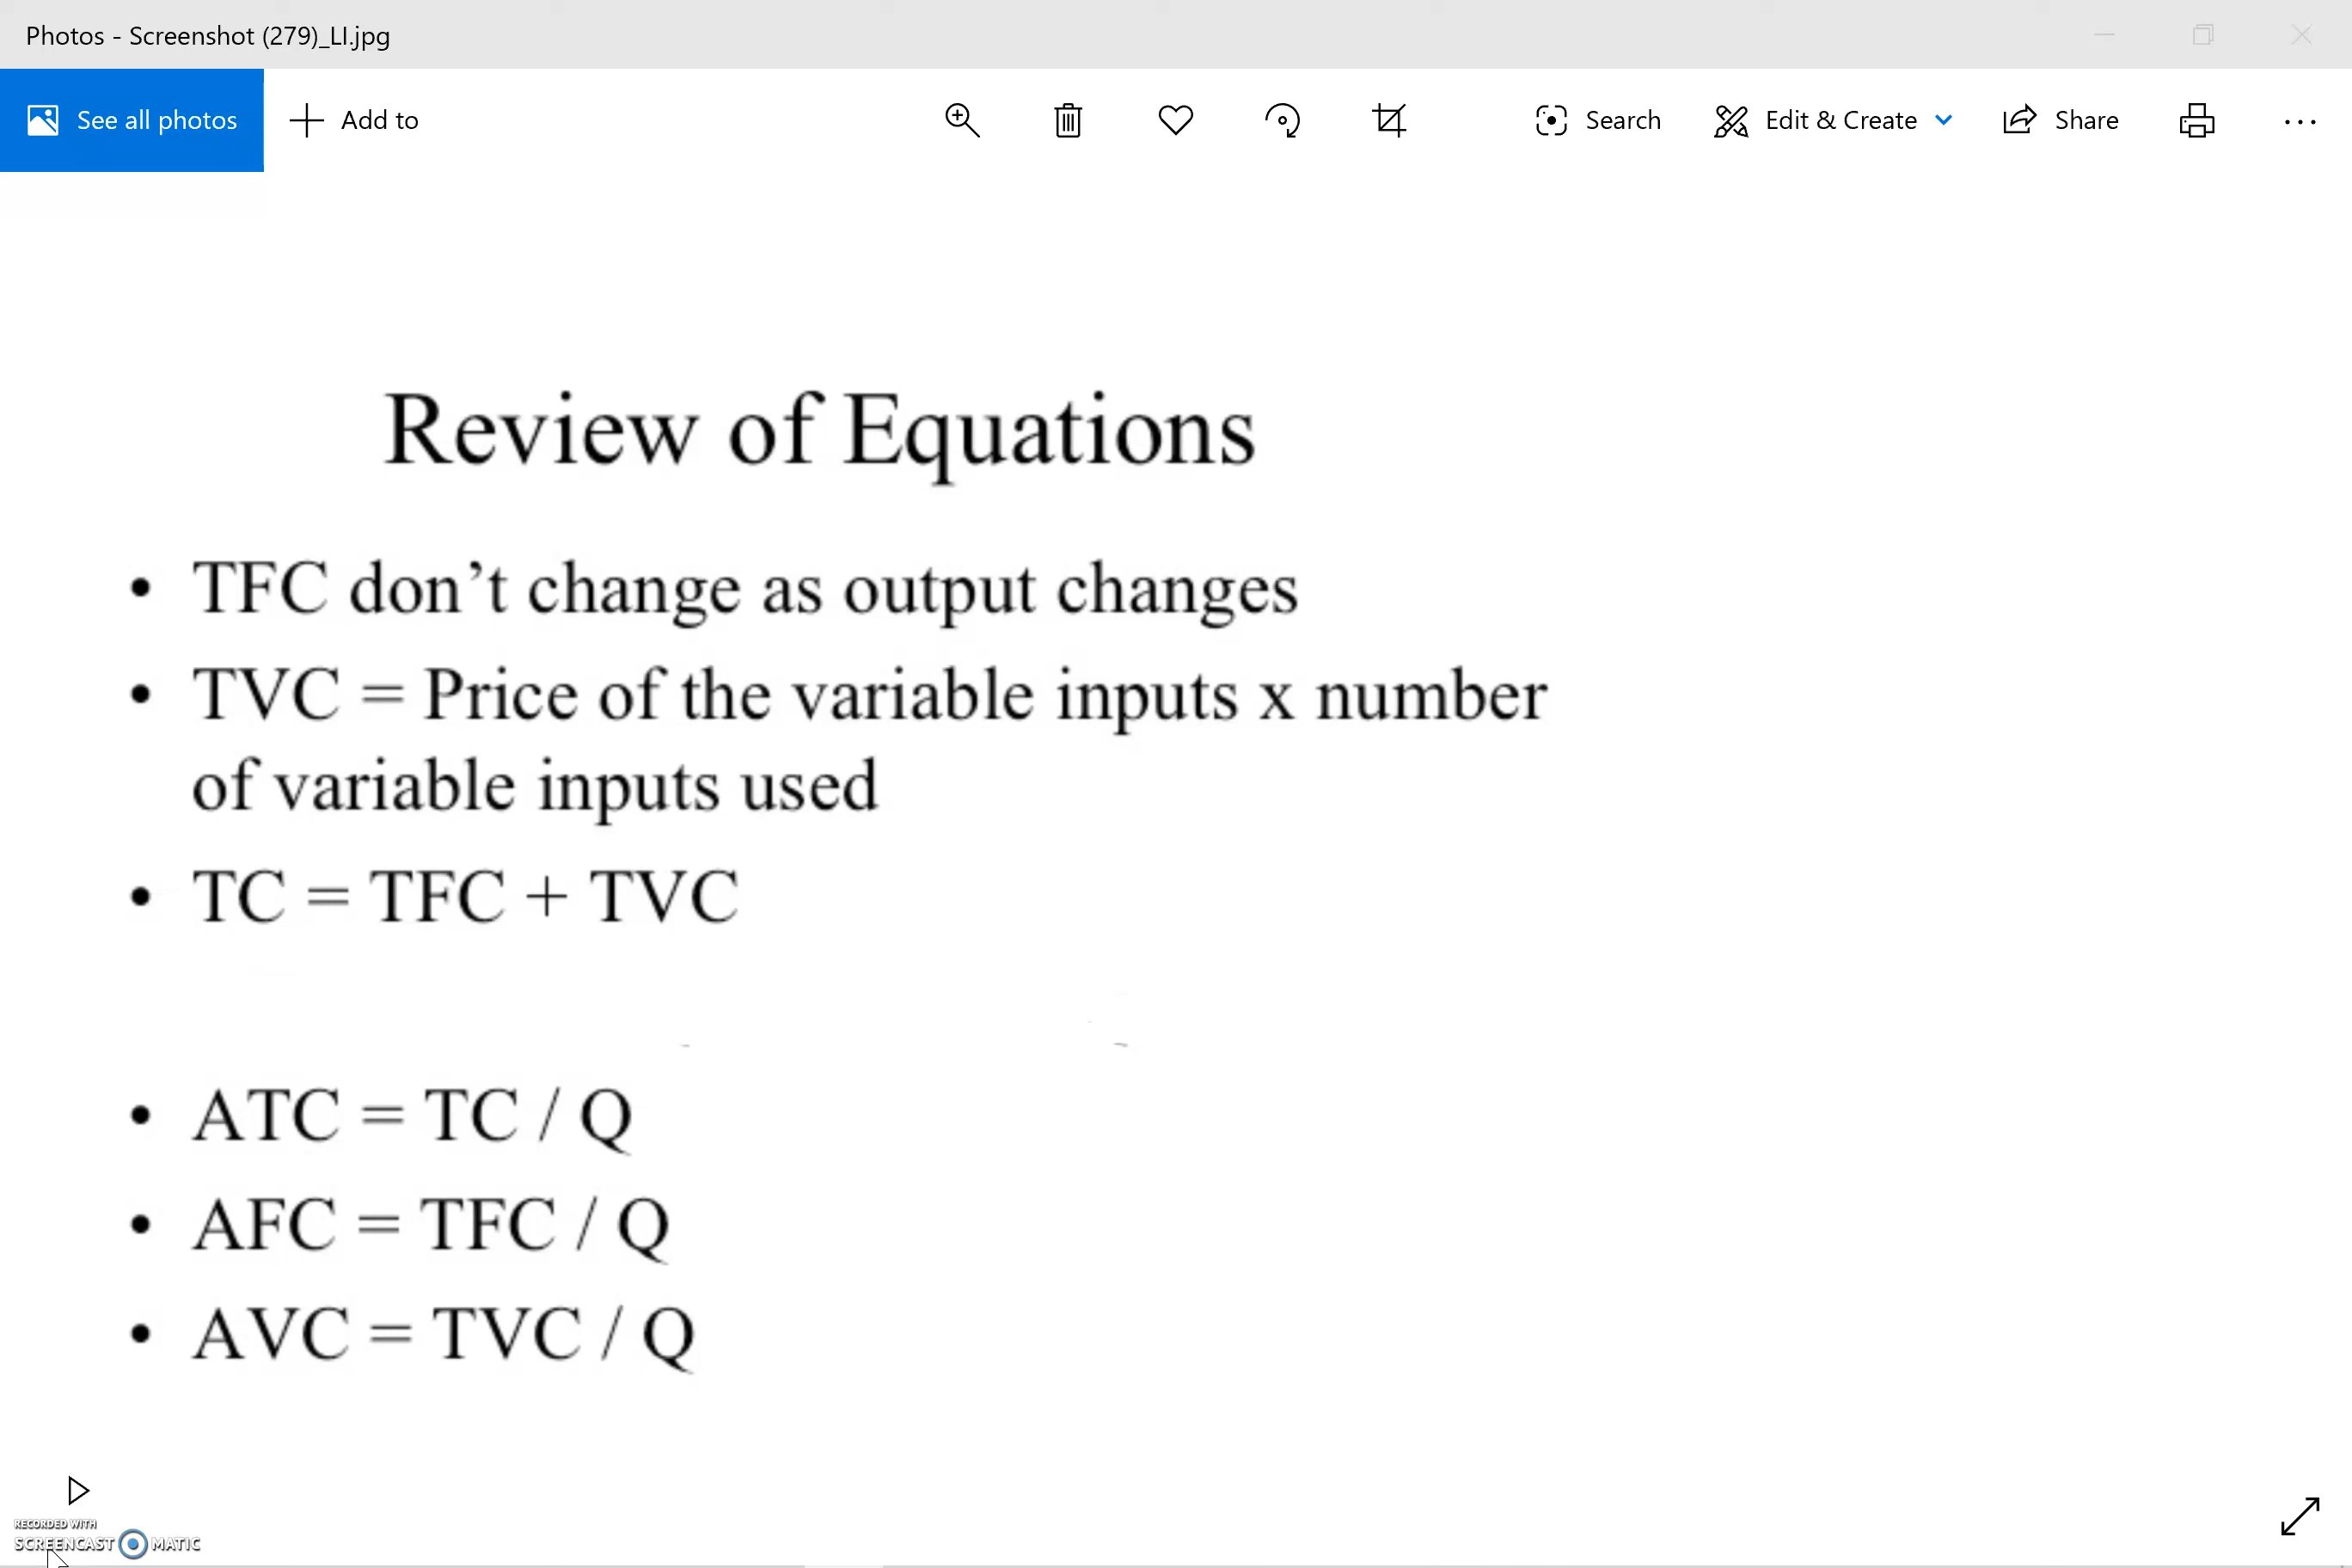 Photos - Screenshot (279)_LI.jpg
See all photos
Add to
Search
Edit & Create
Share
Review of Equations
• TFC don't change as output changes
• TVC = Price of the variable inputs x number
of variable inputs used
• TC = TFC + TVC
• ATC = TC / Q
• AFC = TFC / Q
• AVC = TVC / Q
RECORDED WITH
SCREENCAST MATIC